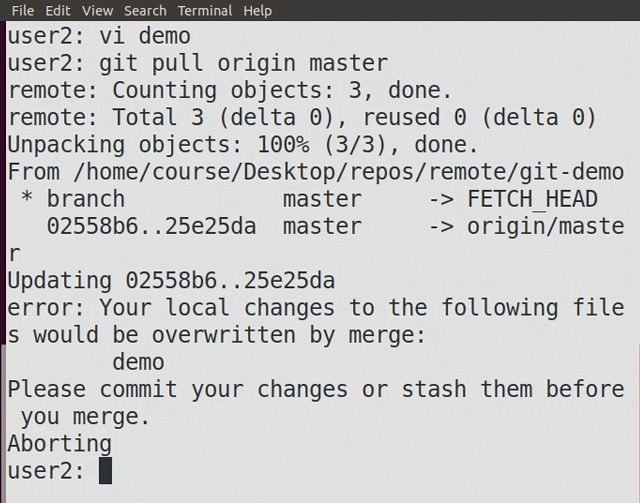 File Edit View Search Terminal Help
user2: vi demo
user2: git pull origin master
remote: Counting objects: 3, done.
remote: Total 3 (delta 0), reused 0 (delta 0)
Unpacking objects: 100% (3/3), done.
From /home/course/Desktop/repos/remote/git-demo
 * branch            master     -> FETCH_HEAD
   02558b6..25e25da  master     -> origin/maste
r
Updating 02558b6..25e25da
error: Your local changes to the following file
s would be overwritten by merge:
        demo
Please commit your changes or stash them before
 you merge.
Aborting
user2: